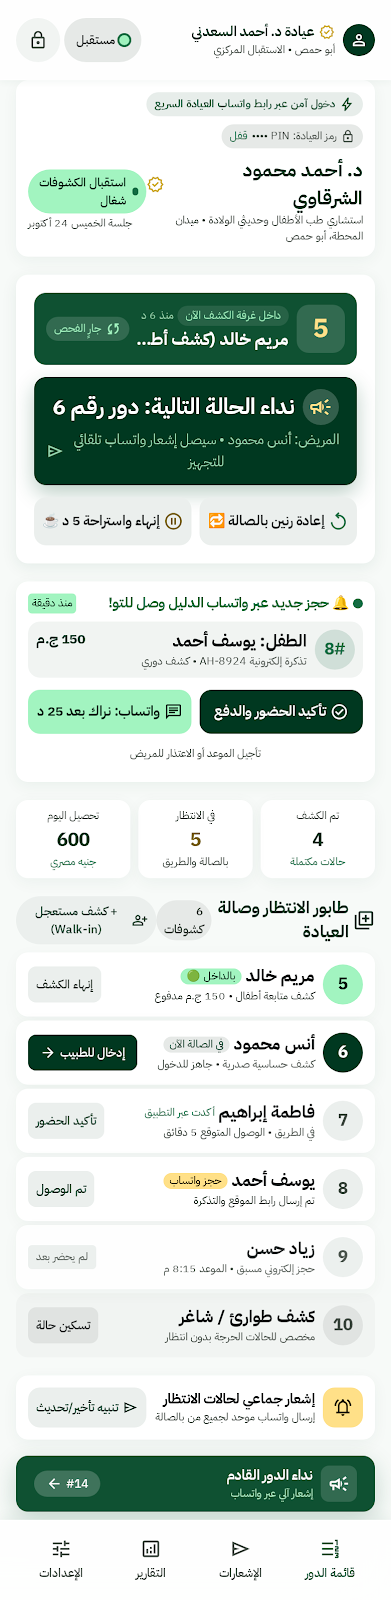 عيادة د. أحمد السعدني
أبو حمص • الاستقبال المركزي
مستقبل
دخول آمن عبر رابط واتساب العيادة السريع
رمز العيادة: PIN •••• قفل
د. أحمد محمود
الشرقاوي
استشاري طب الأطفال وحديثي الولادة • ميدان
المحطة، أبو حمص
استقبال الكشوفات
شغال
جلسة الخميس 24 أكتوبر
5
داخل غرفة الكشف الآن
منذ 6 د
مريم خالد (كشف أط...
جارٍ الفحص
نداء الحالة التالية: دور رقم 6
المريض: أنس محمود • سيصل إشعار واتساب تلقائي
للتجهيز
إعادة رنين بالصالة 🔁
إنهاء واستراحة 5 د ☕
🔔 حجز جديد عبر واتساب الدليل وصل للتو!
منذ دقيقة
#8
الطفل: يوسف أحمد
150 ج.م
تذكرة إلكترونية AH-8924 • كشف دوري
تأكيد الحضور والدفع
واتساب: نراك بعد 25 د
تأجيل الموعد أو الاعتذار للمريض
تم الكشف
4
حالات مكتملة
في الانتظار
5
بالصالة والطريق
تحصيل اليوم
600
جنيه مصري
طابور الانتظار وصالة
العيادة
6
كشوفات
+ كشف مستعجل
(Walk-in)
5
مريم خالد
بالداخل 🟢
كشف متابعة أطفال • 150 ج.م مدفوع
إنهاء الكشف
6
أنس محمود
في الصالة الآن
كشف حساسية صدرية • جاهز للدخول
إدخال للطبيب
7
فاطمة إبراهيم
أكدت عبر التطبيق
في الطريق • الوصول المتوقع 5 دقائق
تأكيد الحضور
8
يوسف أحمد
حجز واتساب
تم إرسال رابط الموقع والتذكرة
تم الوصول
9
زياد حسن
حجز إلكتروني مسبق • الموعد 8:15 م
لم يحضر بعد
10
كشف طوارئ / شاغر
مخصص للحالات الحرجة بدون انتظار
تسكين حالة
إشعار جماعي لحالات الانتظار
إرسال واتساب موحد لجميع من بالصالة
تنبيه تأخير/تحديث
نداء الدور القادم
إشعار آلي عبر واتساب
#14
قائمة الدور
الإشعارات
التقارير
الإعدادات